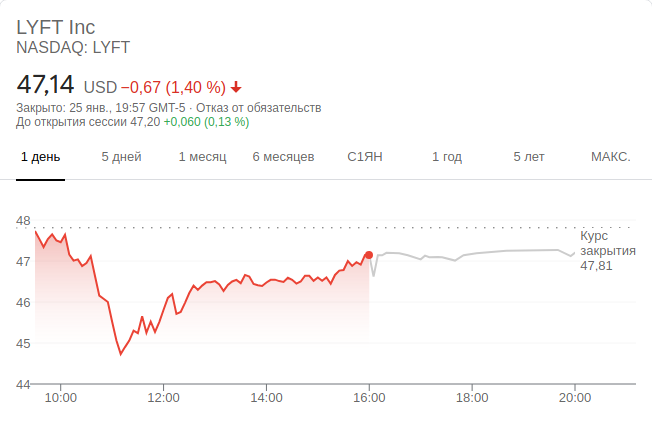 LYFT Inc
NASDAQ: LYFT
47,14 USD −0,67 (1,40 %)
Закрыто: 25 янв., 19:57 GMT-5 · Отказ от обязательств
До открытия сессии 47,20 +0,060 (0,13 %)
1 день 5 дней 1 месяц 6 месяцев С1ЯН 1 год 5 лет МАКС.
48
47
46
45
44
Курс
закрытия
47,81
10:00 12:00 14:00 16:00 18:00 20:00